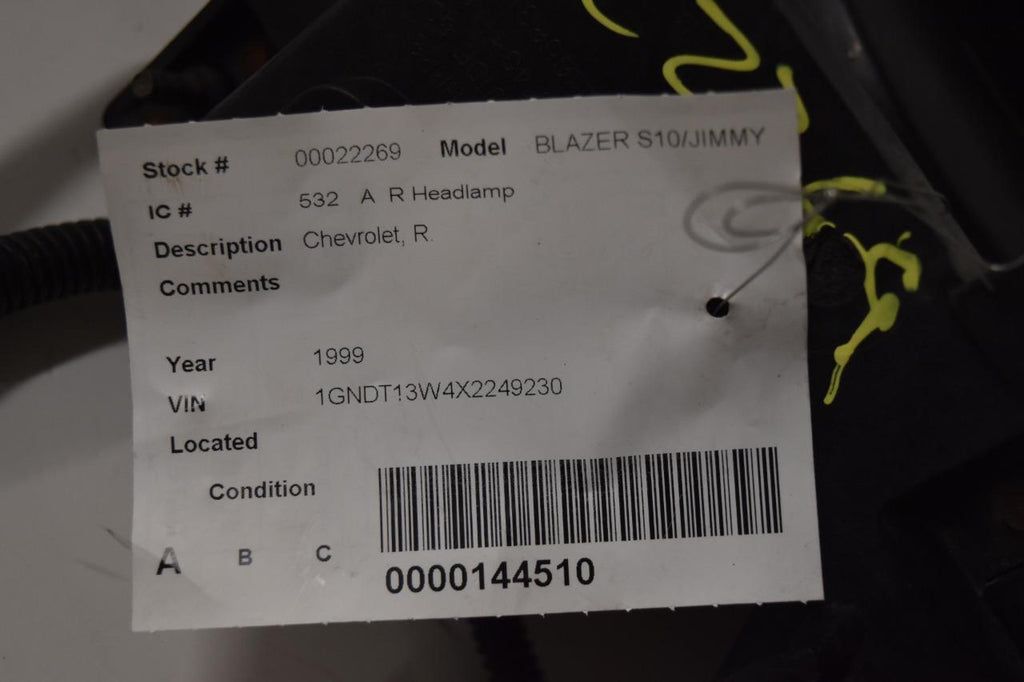 Stock # 00022269 Model BLAZER S10/JIMMY
IC # 532 A R Headlamp
Description Chevrolet, R.
Comments
Year 1999
VIN 1GNDT13W4X2249230
Located
Condition
A B C
0000144510